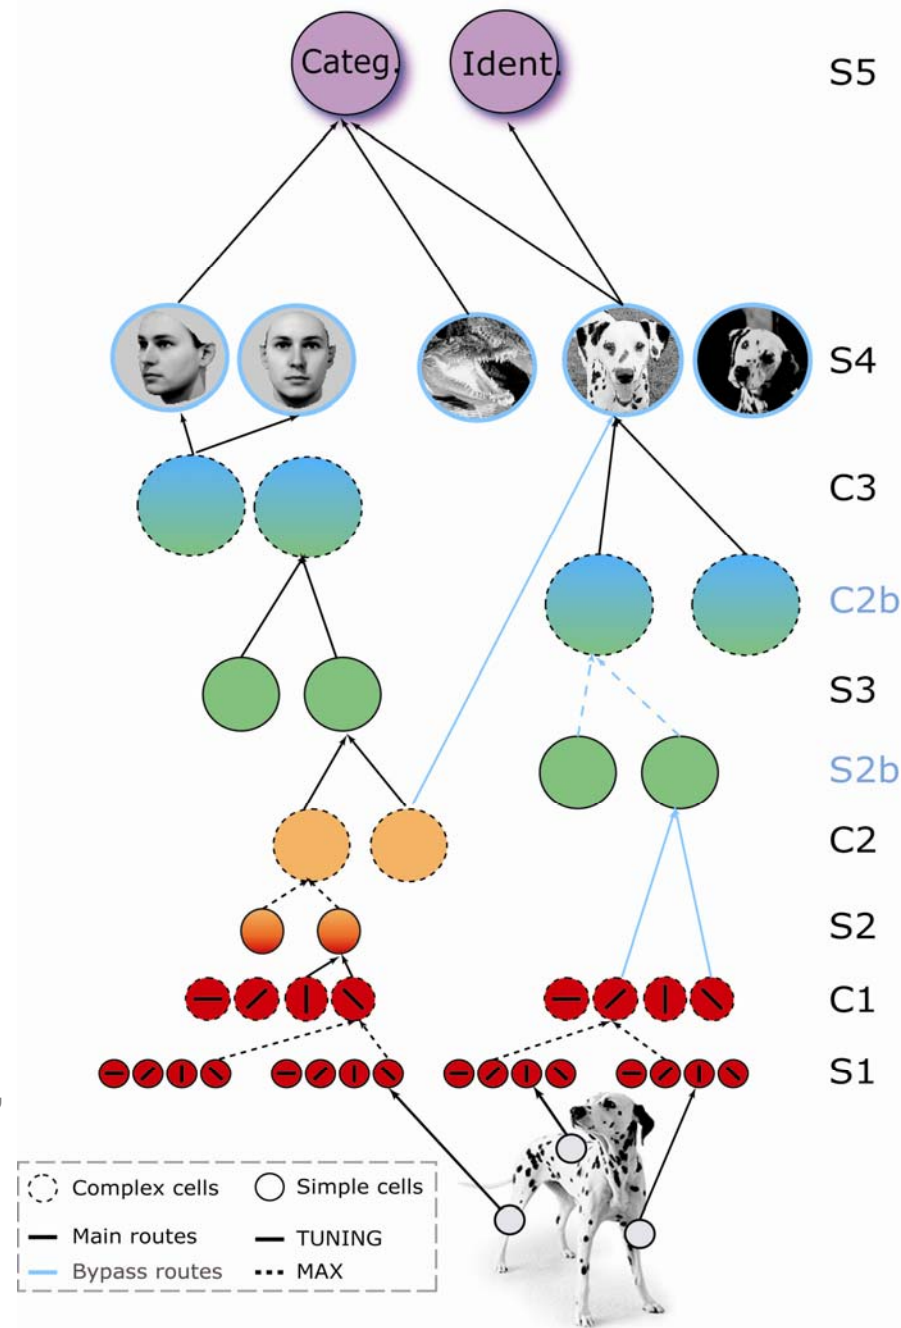 Categ. Ident. S5
S4
C3
C2b
S3
S2b
C2
S2
C1
S1
Complex cells Simple cells
Main routes TUNING
Bypass routes MAX